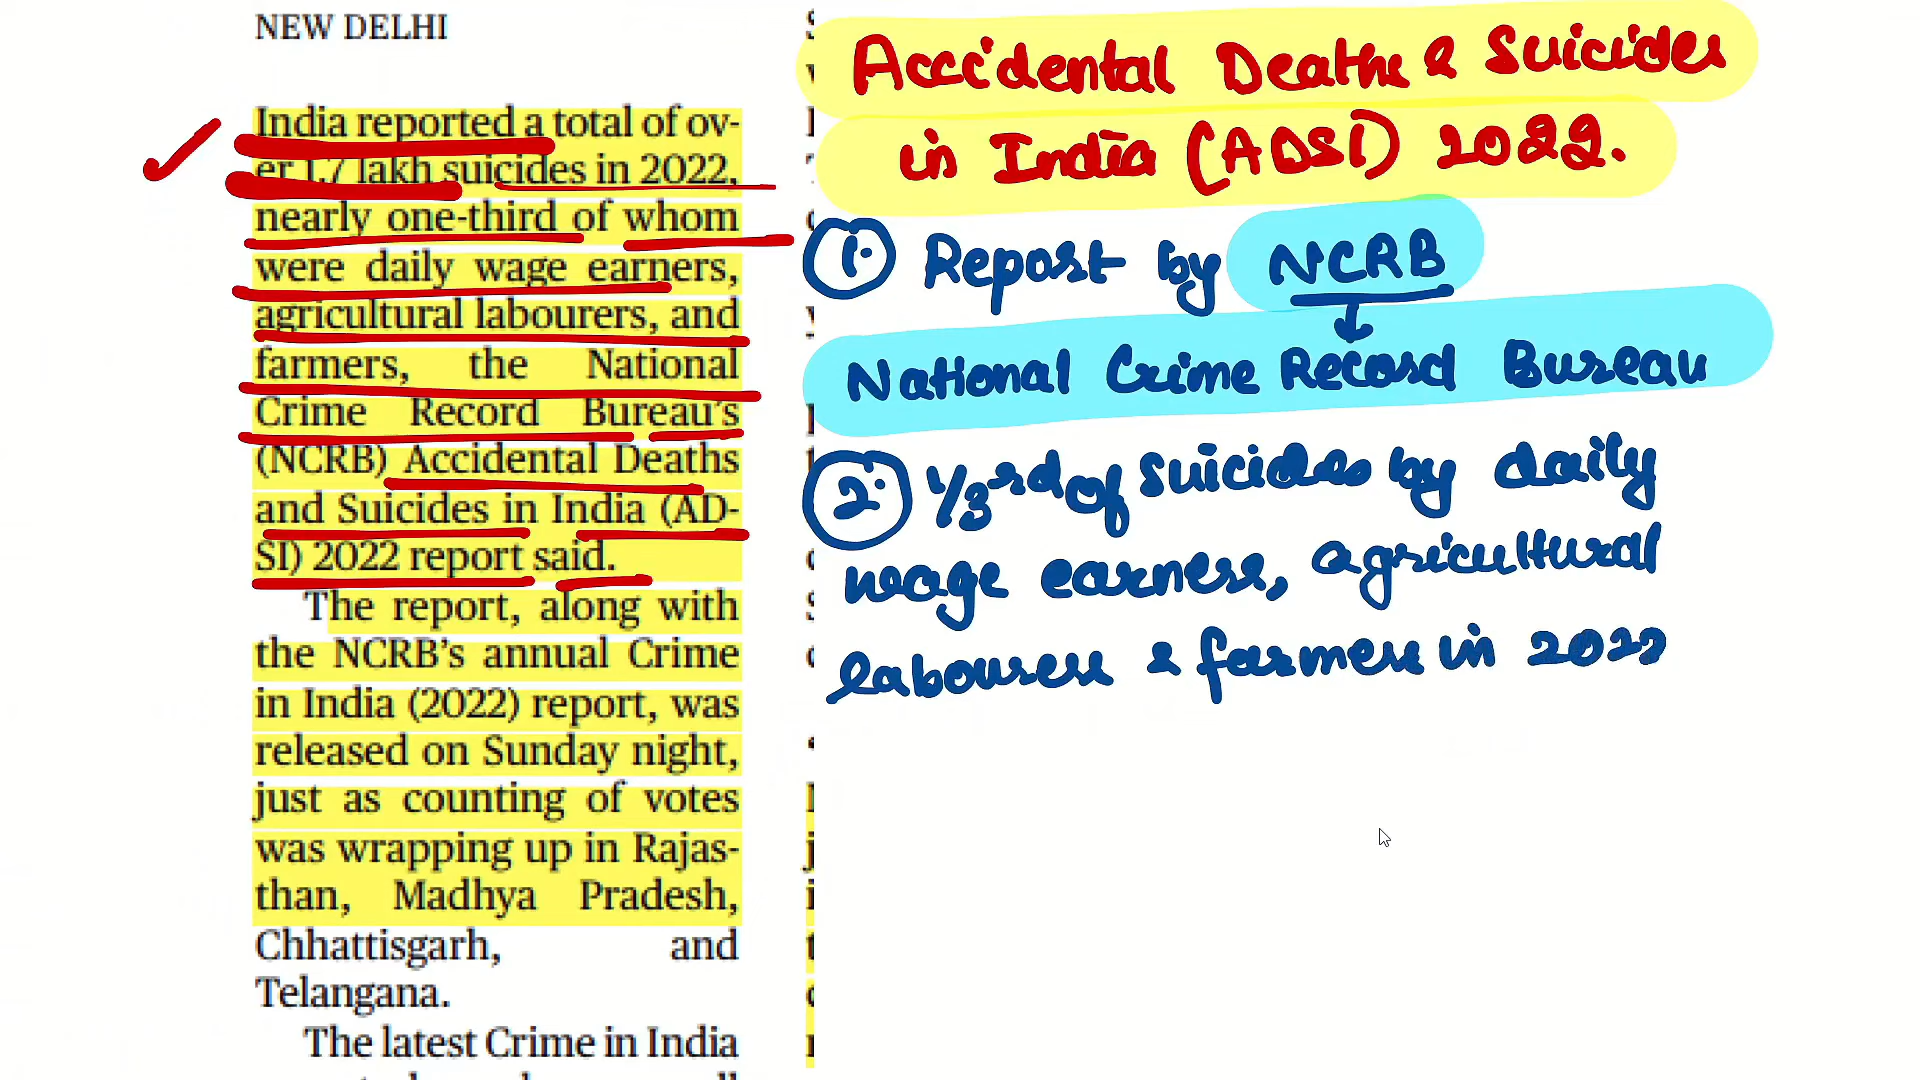 NEW DELHI
India reported a total of ov-
er 1.7 lakh suicides in 2022,
nearly one-third of whom
were daily wage earners,
agricultural labourers, and
farmers, the National
Crime Record Bureau's
(NCRB) Accidental Deaths
and Suicides in India (AD-
SI) 2022 report said.
The report, along with
the NCRB's annual Crime
in India (2022) report, was
released on Sunday night,
just as counting of votes
was wrapping up in Rajas-
than, Madhya Pradesh,
Chhattisgarh, and
Telangana.
The latest Crime in India
Accidental Deaths & Suicides
in India (ADSI) 2022.
1. Report by NCRB
National Crime Record Bureau
2. 1/3rd of suicides by daily
wage earners, agricultural
labourers & farmers in 2022